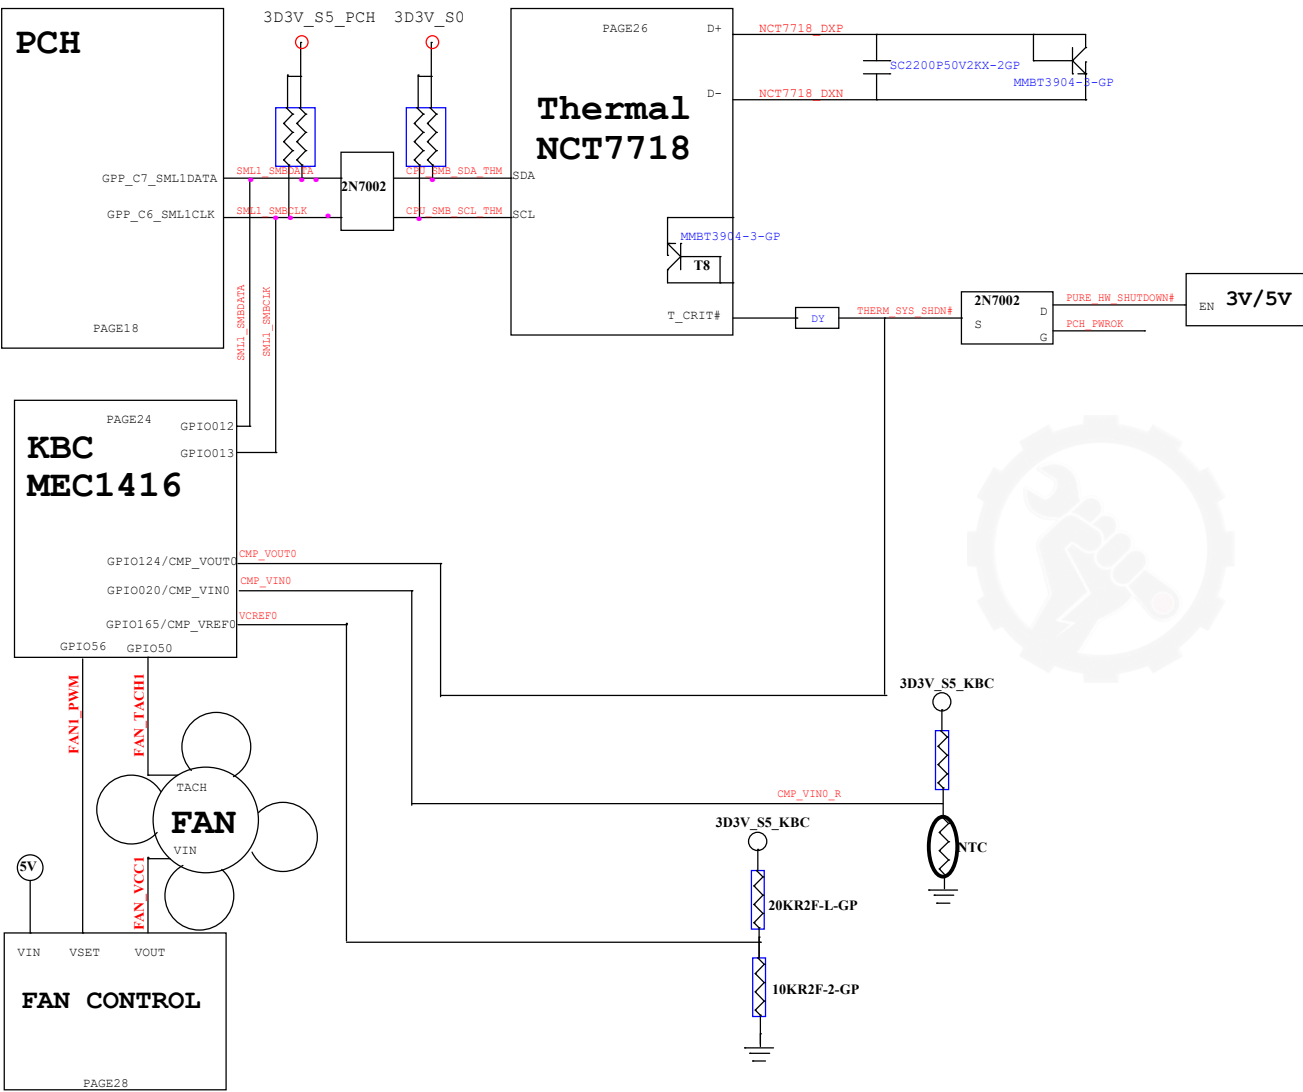 3D3V_S5_PCH 3D3V_S0
PCH
PAGE26 D+ NCT7718_DXP
SC2200P50V2KX-2GP
MMBT3904-3-GP
D- NCT7718_DXN
Thermal
NCT7718
GPP_C7_SML1DATA SML1_SMBDATA 2N7002 CPU_SMB_SDA_THM SDA
GPP_C6_SML1CLK SML1_SMBCLK CPU_SMB_SCL_THM SCL
MMBT3904-3-GP
T8
SML1_SMBDATA
SML1_SMBCLK
PAGE18
T_CRIT# DY THERM_SYS_SHDN#
2N7002
S D G
PURE_HW_SHUTDOWN#
PCH_PWROK
EN 3V/5V
PAGE24 GPIO012
GPIO013
KBC
MEC1416
GPIO124/CMP_VOUT0 CMP_VOUT0
GPIO020/CMP_VIN0 CMP_VIN0
GPIO165/CMP_VREF0 VCREF0
GPIO56 GPIO50
FAN1_PWM
FAN_TACH1
3D3V_S5_KBC
CMP_VIN0_R
NTC
TACH
FAN
VIN
3D3V_S5_KBC
20KR2F-L-GP
10KR2F-2-GP
5V
FAN_VCC1
VIN VSET VOUT
FAN CONTROL
PAGE28